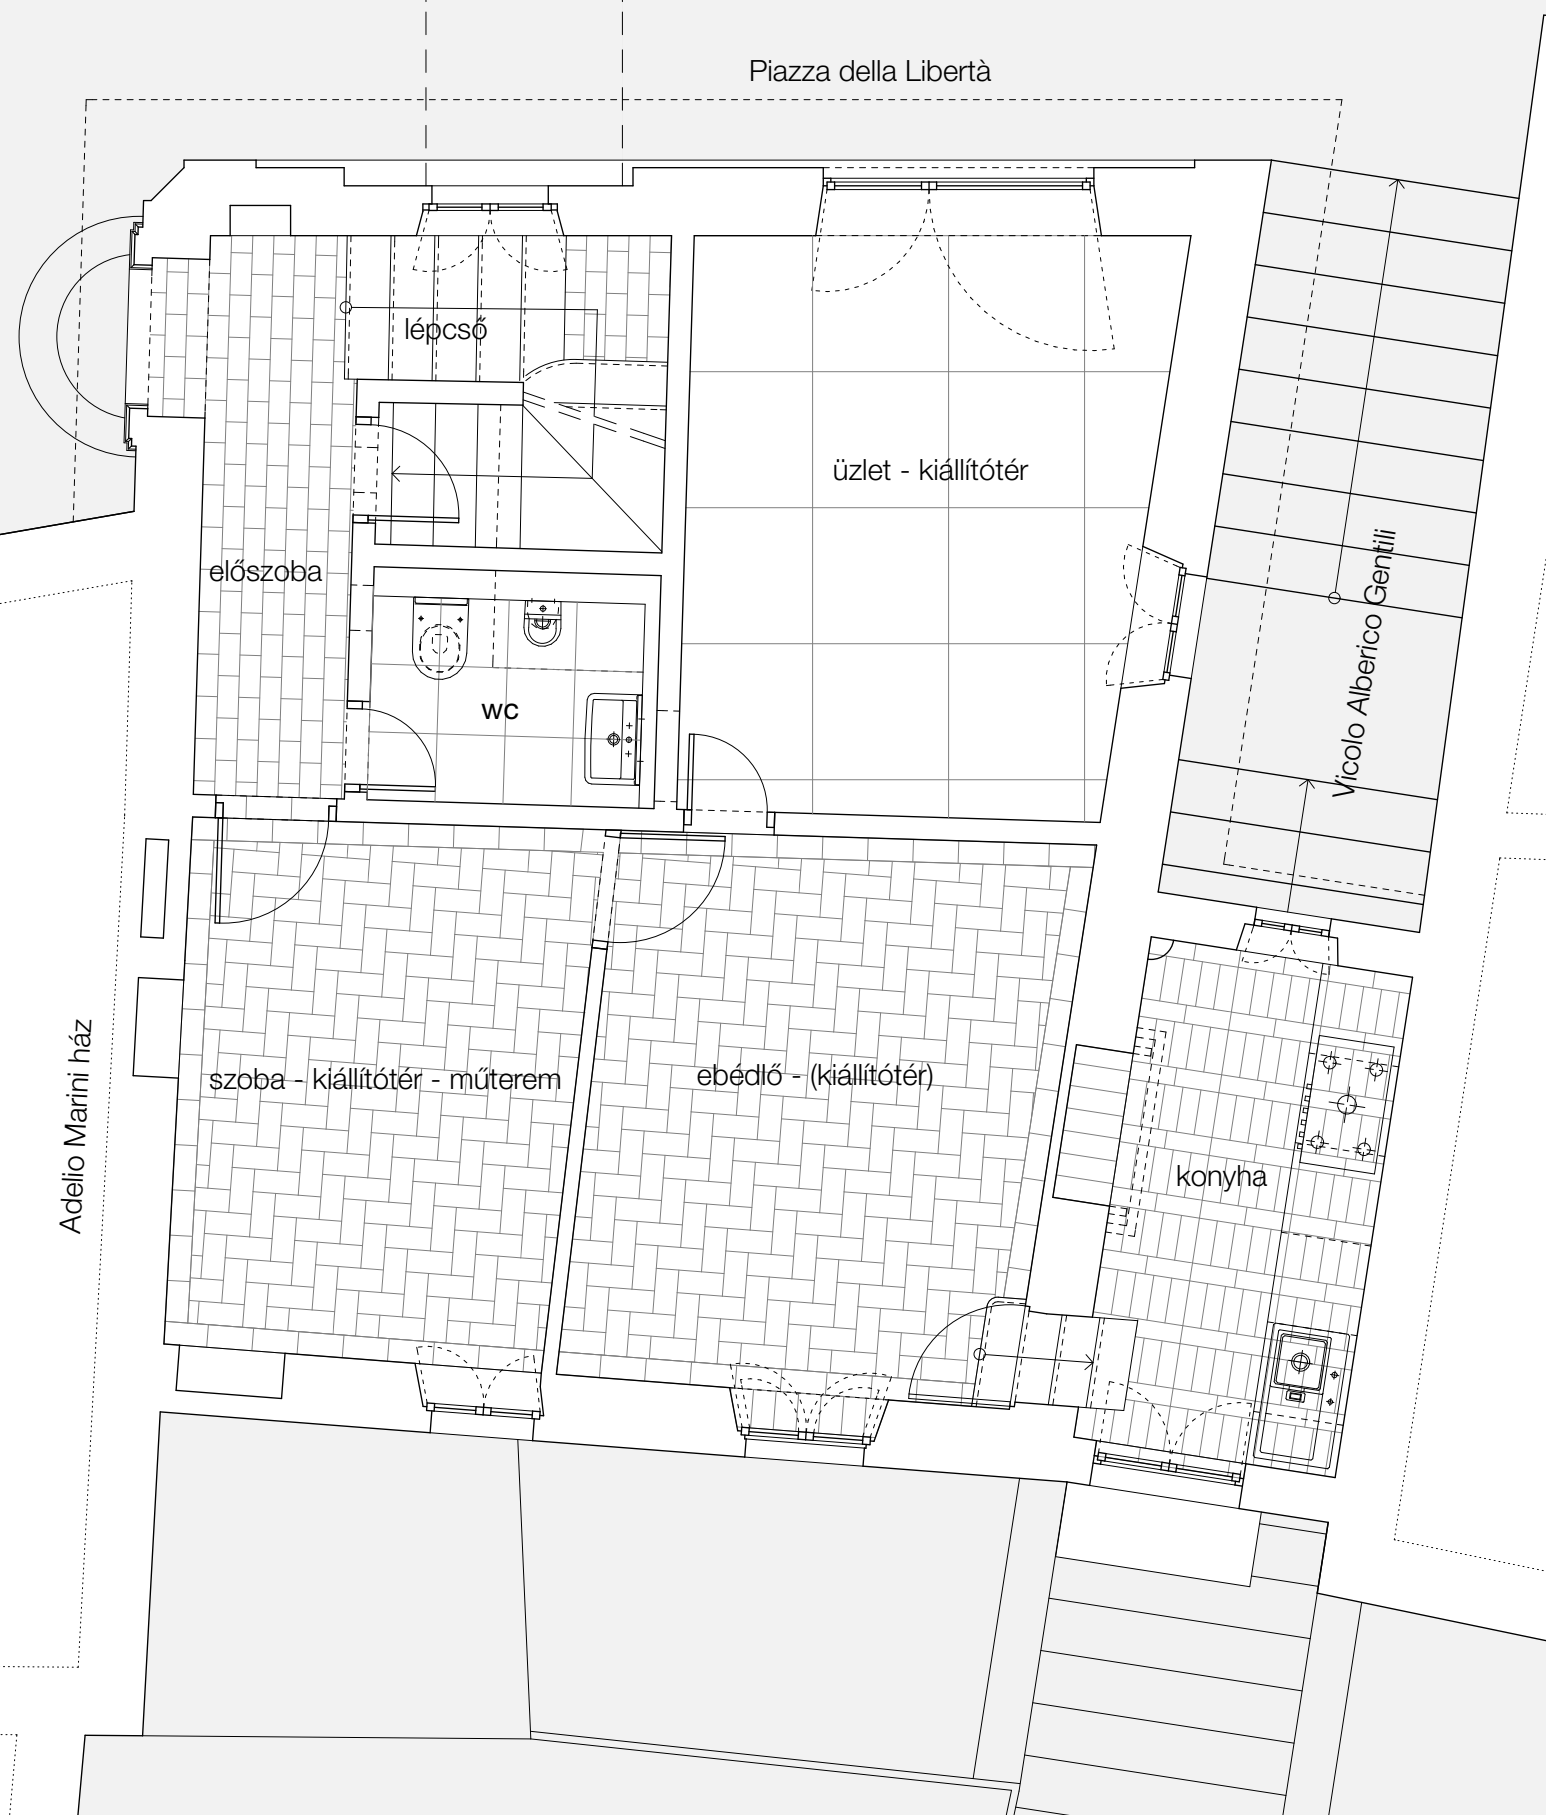 Piazza della Libertà
lépcső
üzlet - kiállítótér
előszoba
Vicolo Alberico Gentili
wc
szoba - kiállítótér - műterem
ebédlő - (kiállítótér)
Adelio Marini ház
konyha